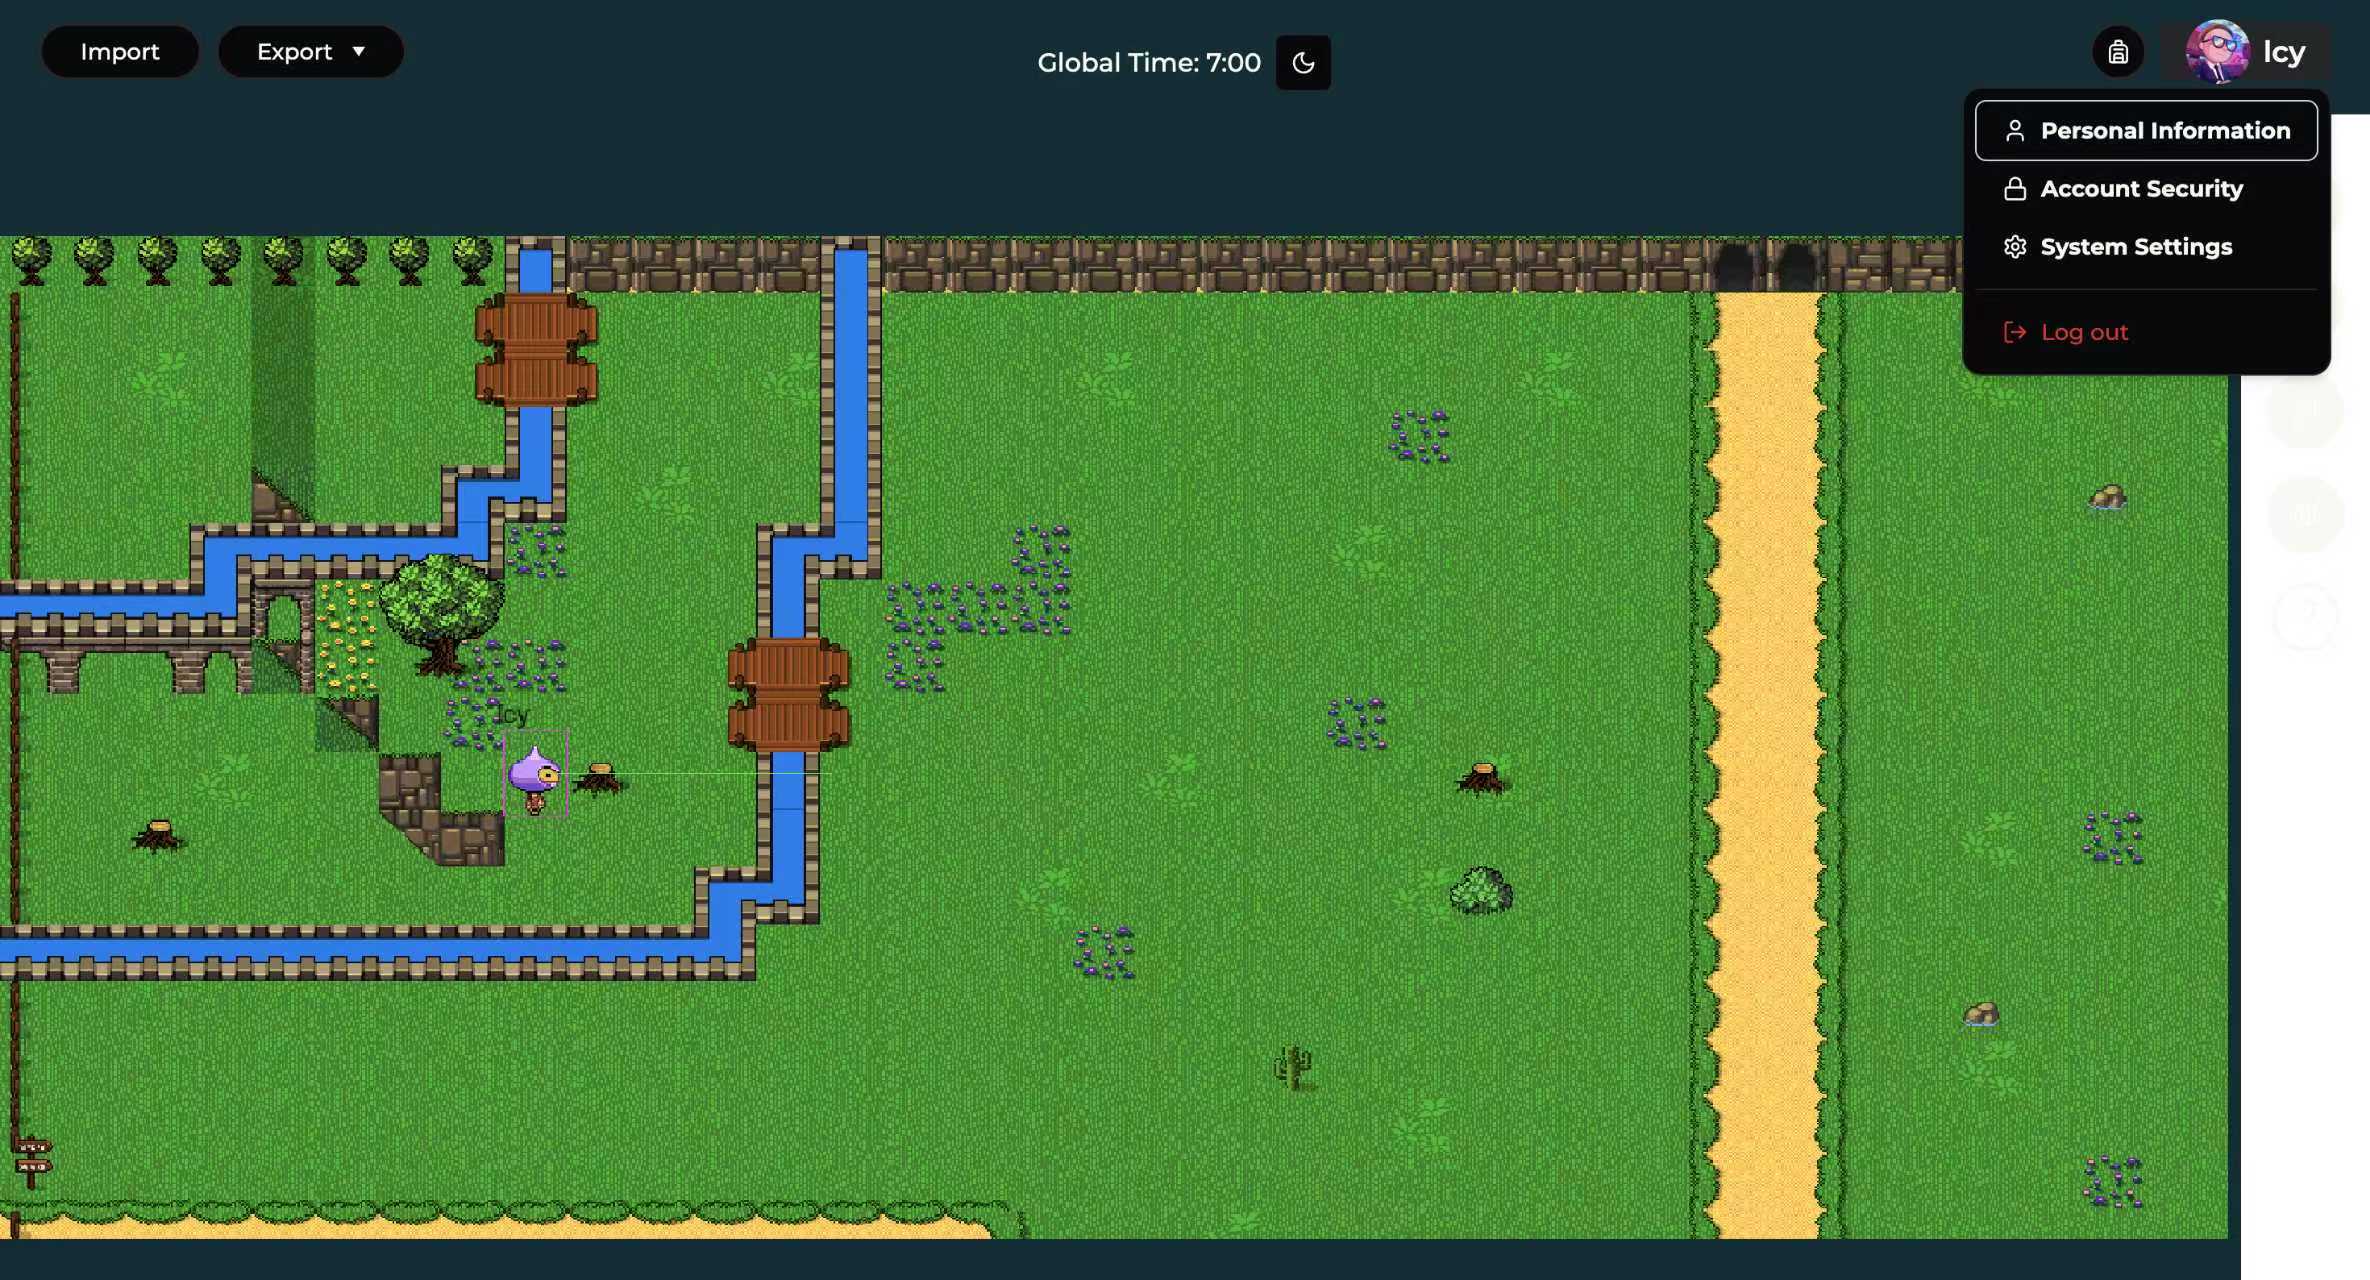 Import
Export
Global Time: 7:00
Icy
Personal Information
Account Security
System Settings
Log out
Icy